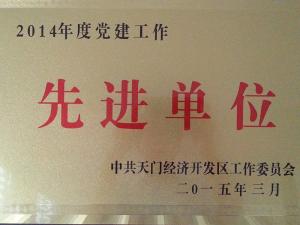 2014年度党建工作
先进单位
中共天门经济开发区工作委员会
二〇一五年三月